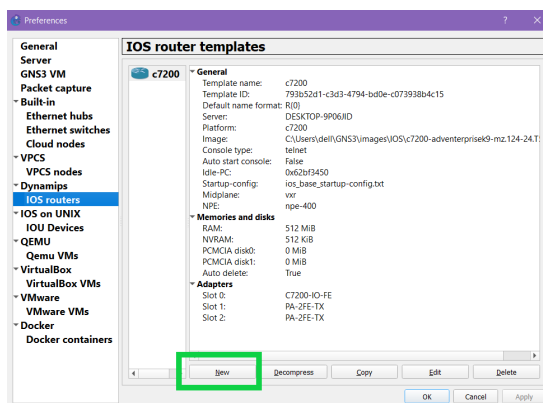 Preferences
General
Server
GNS3 VM
Packet capture
Built-in
Ethernet hubs
Ethernet switches
Cloud nodes
VPCS
VPCS nodes
Dynamips
IOS routers
IOS on UNIX
IOU Devices
QEMU
Qemu VMs
VirtualBox
VirtualBox VMs
VMware
VMware VMs
Docker
Docker containers
IOS router templates
c7200
General
Template name: c7200
Template ID: 793b52d1-c3d3-4794-bd0e-c073938b4c15
Default name format: R{0}
Server: DESKTOP-9P06JID
Platform: c7200
Image: C:\Users\dell\GNS3\images\IOS\c7200-adventerprisek9-mz.124-24.T
Console type: telnet
Auto start console: False
Idle-PC: 0x62bf3450
Startup-config: ios_base_startup-config.txt
Midplane: vxr
NPE: npe-400
Memories and disks
RAM: 512 MiB
NVRAM: 512 KiB
PCMCIA disk0: 0 MiB
PCMCIA disk1: 0 MiB
Auto delete: True
Adapters
Slot 0: C7200-IO-FE
Slot 1: PA-2FE-TX
Slot 2: PA-2FE-TX
New Decompress Copy Edit Delete
OK Cancel Apply